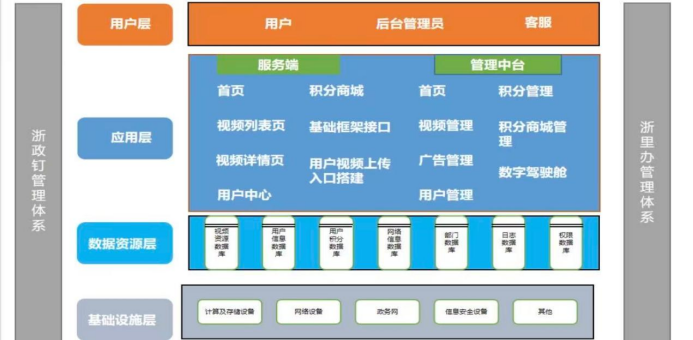 用户层
用户
后台管理员
客服
浙政钉管理体系
应用层
服务端
首页
积分商城
视频列表页
基础框架接口
视频详情页
用户视频上传
入口搭建
用户中心
管理中台
首页
积分管理
视频管理
积分商城管
理
广告管理
数字驾驶舱
用户管理
浙里办管理体系
数据资源层
视频
资源
数据
库
用户
信息
数据
库
用户
积分
数据
库
网络
信息
数据
库
部门
数据
库
日志
数据
库
权限
数据
库
基础设施层
计算及存储设备
网络设备
政务网
信息安全设备
其他